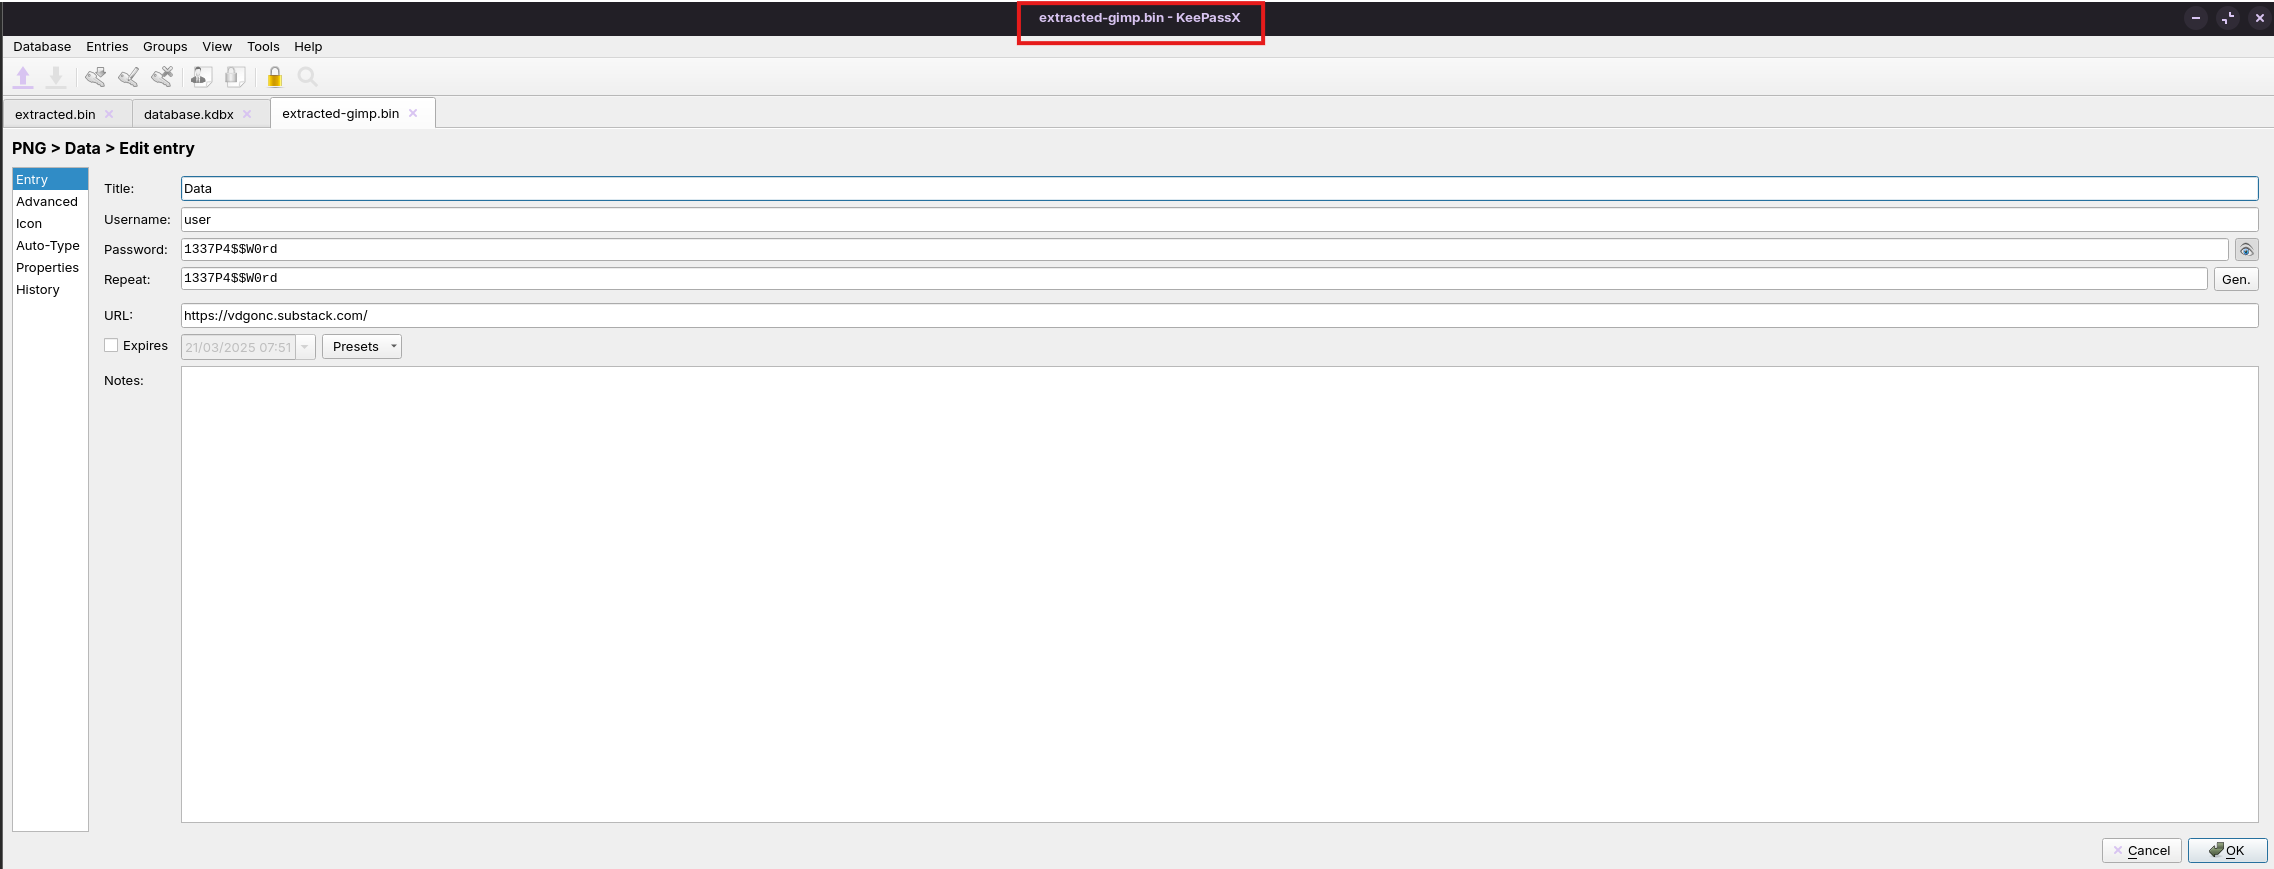 extracted-gimp.bin - KeePassX
Database Entries Groups View Tools Help
extracted.bin database.kdbx extracted-gimp.bin
PNG > Data > Edit entry
Entry
Advanced
Icon
Auto-Type
Properties
History
Title: Data
Username: user
Password: 1337P4$$W0rd
Repeat: 1337P4$$W0rd Gen.
URL: https://vdgonc.substack.com/
Expires 21/03/2025 07:51 Presets
Notes:
Cancel OK